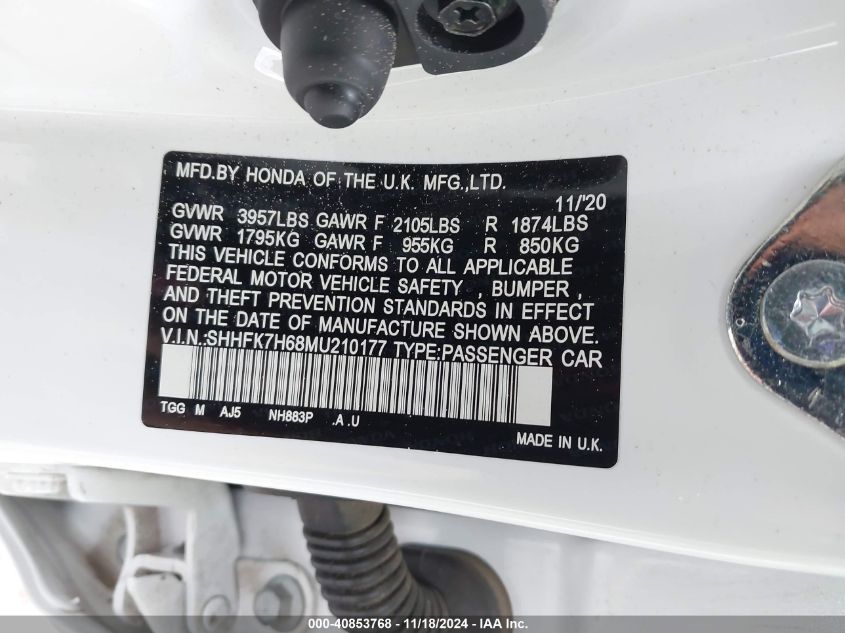 MFD.BY HONDA OF THE U.K. MFG.,LTD.
11/'20
GVWR 3957LBS GAWR F 2105LBS R 1874LBS
GVWR 1795KG GAWR F 955KG R 850KG
THIS VEHICLE CONFORMS TO ALL APPLICABLE
FEDERAL MOTOR VEHICLE SAFETY , BUMPER ,
AND THEFT PREVENTION STANDARDS IN EFFECT
ON THE DATE OF MANUFACTURE SHOWN ABOVE.
V.I.N.:SHHFK7H68MU210177 TYPE:PASSENGER CAR
TGG M AJ5 NH883P .A .U
MADE IN U.K.
000-40853768 - 11/18/2024 - IAA Inc.